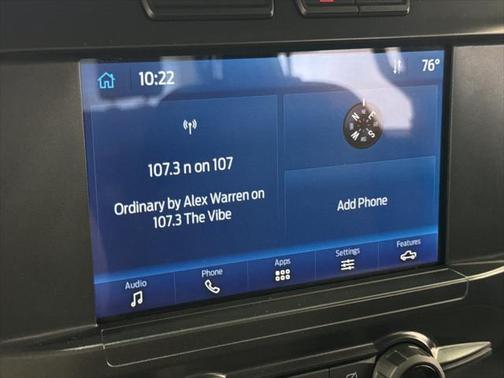 10:22
76°
107.3 n on 107
Ordinary by Alex Warren on
107.3 The Vibe
N E
W S
Add Phone
Audio
Phone
Apps
Settings
Features